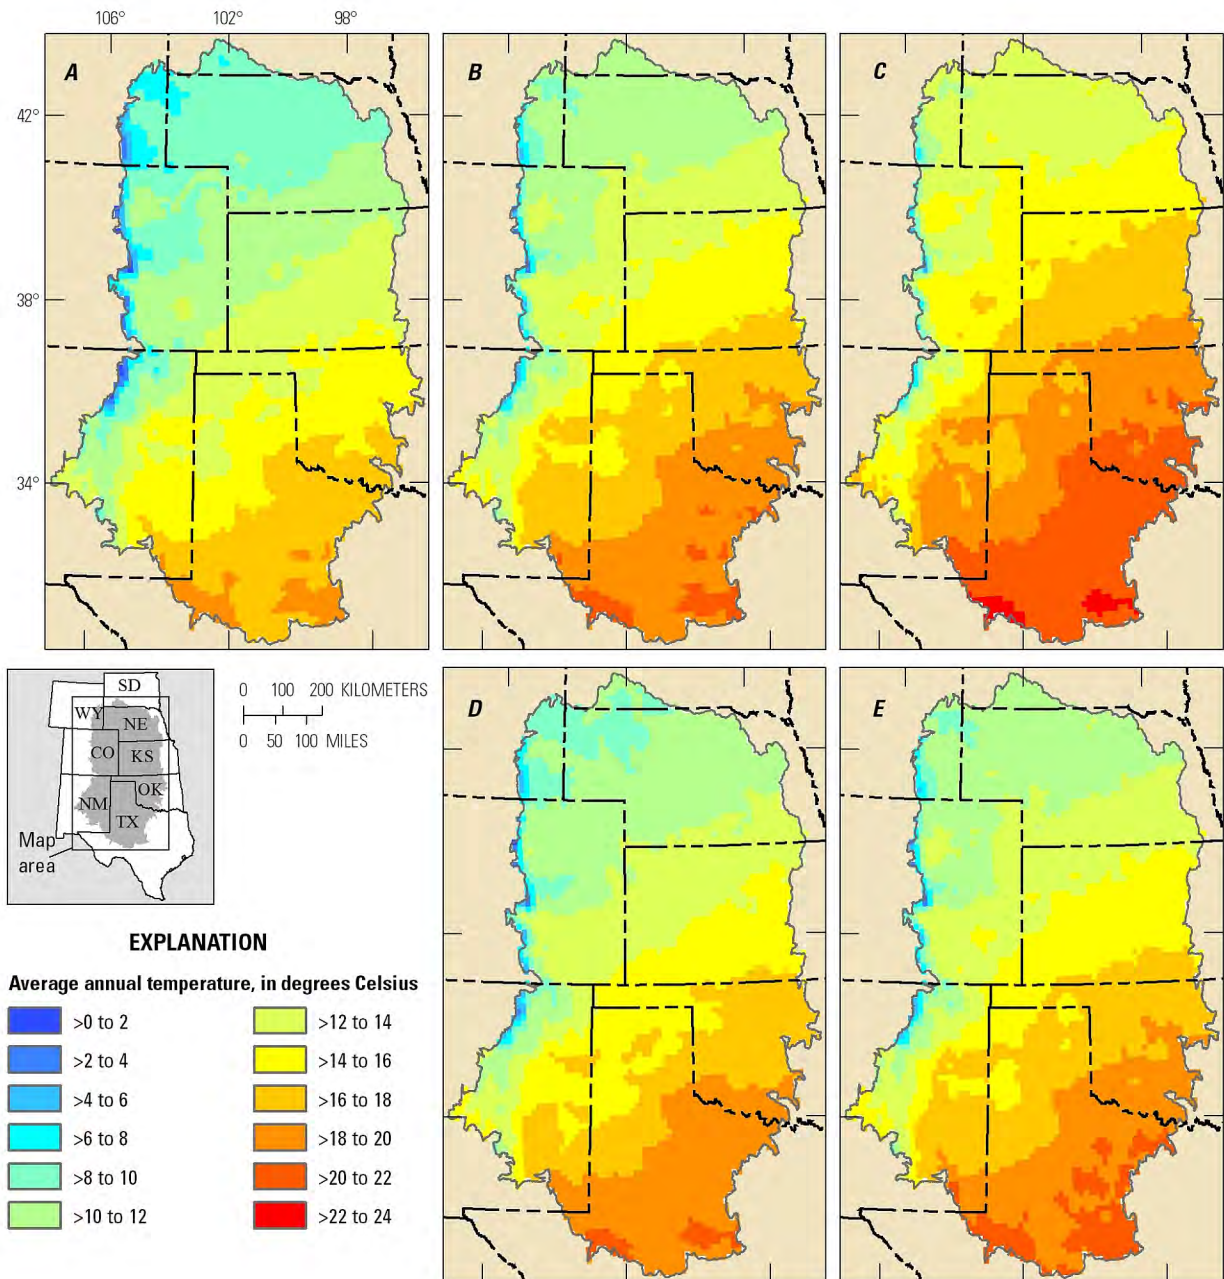 106° 102° 98°
A
B
C
42°
38°
34°
SD
WY
NE
CO
KS
OK
NM
TX
Map
area
0 100 200 KILOMETERS
0 50 100 MILES
D
E
EXPLANATION
Average annual temperature, in degrees Celsius
>0 to 2
>2 to 4
>4 to 6
>6 to 8
>8 to 10
>10 to 12
>12 to 14
>14 to 16
>16 to 18
>18 to 20
>20 to 22
>22 to 24